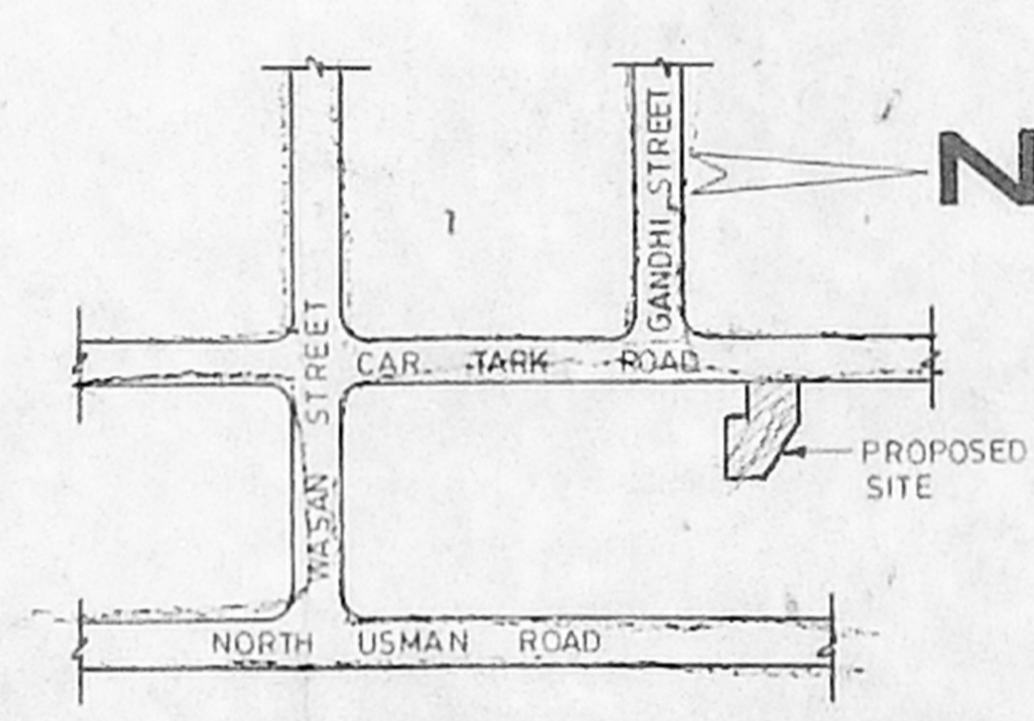 GANDHI STREET
N
WASAN STREET
CAR TARK ROAD
PROPOSED
SITE
NORTH USMAN ROAD